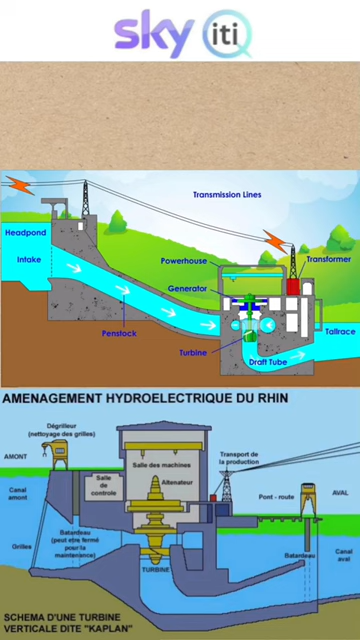 sky iti
Transmission Lines
Headpond
Intake
Powerhouse
Transformer
Generator
Penstock
Turbine
Tailrace
Draft Tube
AMENAGEMENT HYDROELECTRIQUE DU RHIN
Dégrilleur
(nettoyage des grilles)
AMONT
Canal
amont
Salle
de
controle
Salle des machines
Alternateur
Transport de
la production
Pont - route
AVAL
Grilles
Batardeau
(peut etre fermé
pour la
maintenance)
TURBINE
Batardeau
Canal
aval
SCHEMA D'UNE TURBINE
VERTICALE DITE "KAPLAN"